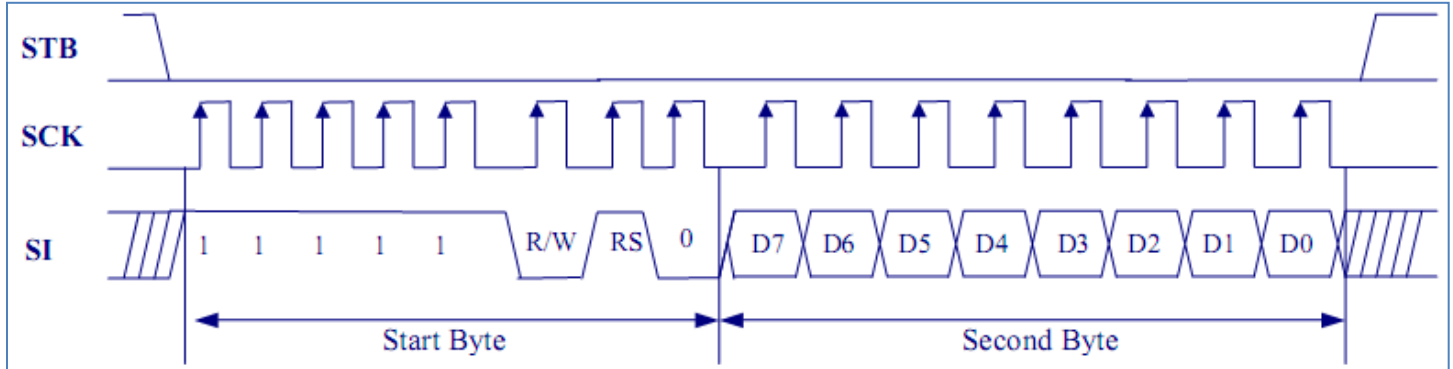 STB
SCK
SI 1 1 1 1 1 R/W RS 0 D7 D6 D5 D4 D3 D2 D1 D0
Start Byte Second Byte